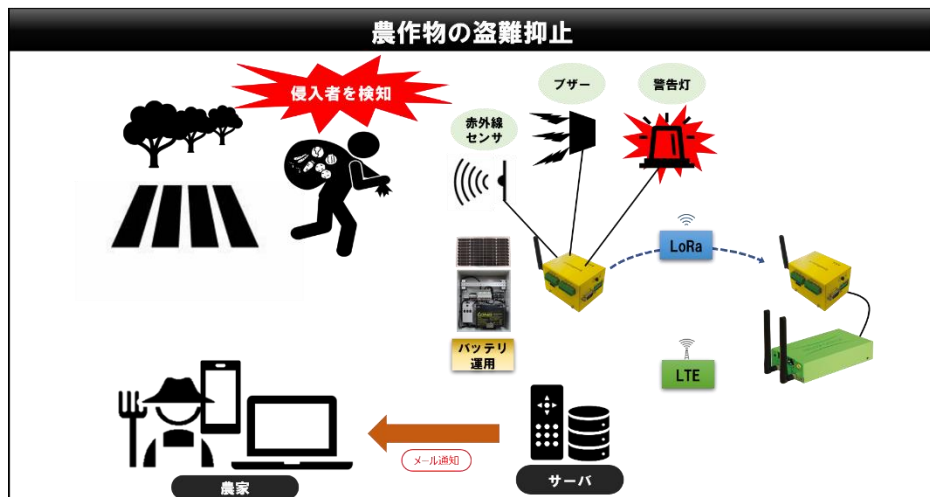 農作物の盗難抑止
侵入者を検知
赤外線
センサ
ブザー
警告灯
LoRa
バッテリ
運用
LTE
メール通知
農家
サーバ